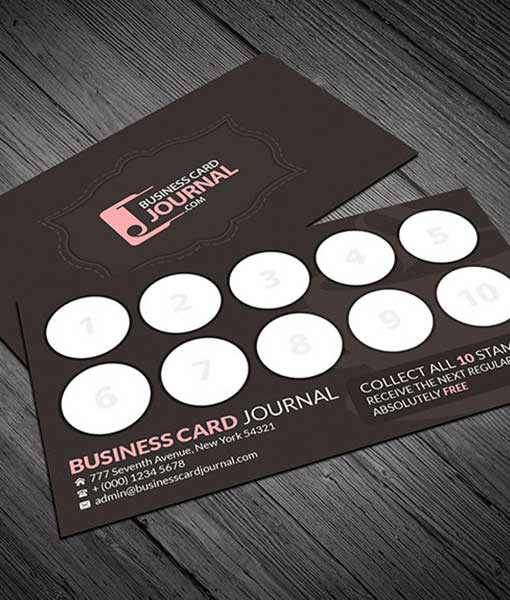 BUSINESS CARD
JOURNAL
.COM
1 2 3 4 5
6 7 8 9 10
BUSINESS CARD JOURNAL
777 Seventh Avenue, New York 54321
+ (000) 1234 5678
admin@businesscardjournal.com
COLLECT ALL 10 STAM
RECEIVE THE NEXT REGULA
ABSOLUTELY FREE